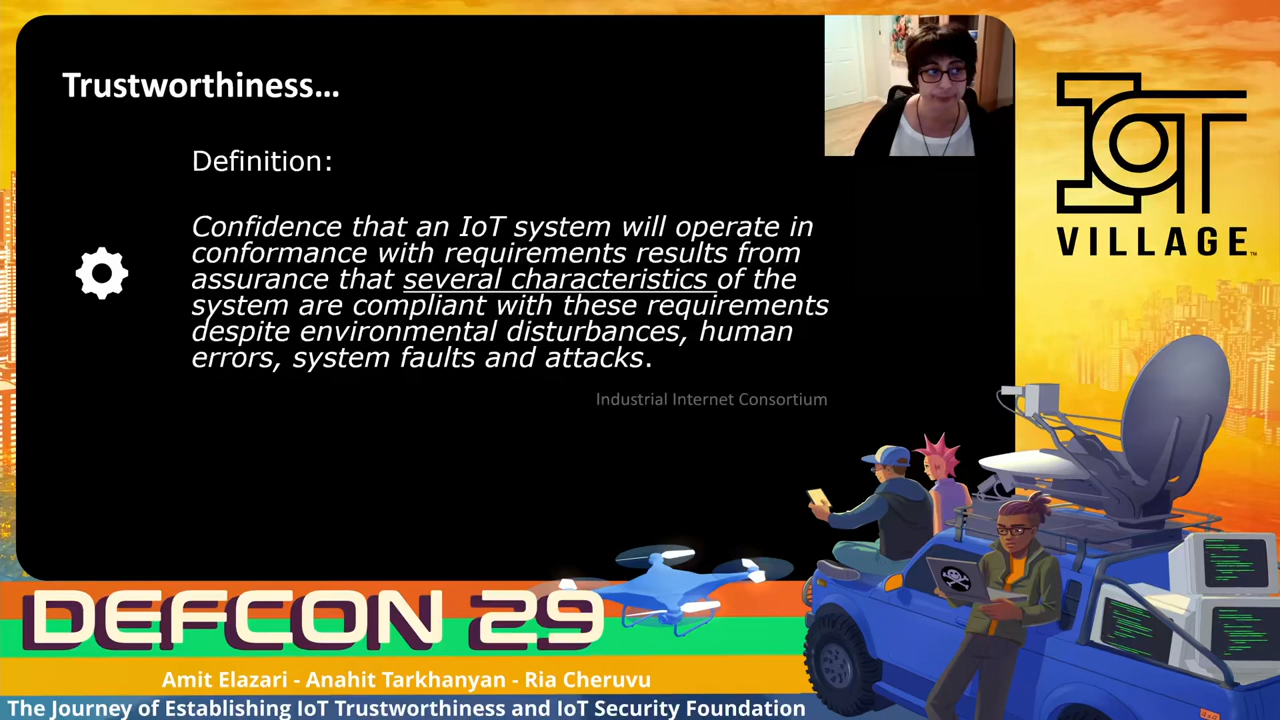 Trustworthiness…
Definition:
Confidence that an IoT system will operate in
conformance with requirements results from
assurance that several characteristics of the
system are compliant with these requirements
despite environmental disturbances, human
errors, system faults and attacks.
Industrial Internet Consortium
IOT
VILLAGE™
DEFCON 29
Amit Elazari - Anahit Tarkhanyan - Ria Cheruvu
The Journey of Establishing IoT Trustworthiness and IoT Security Foundation